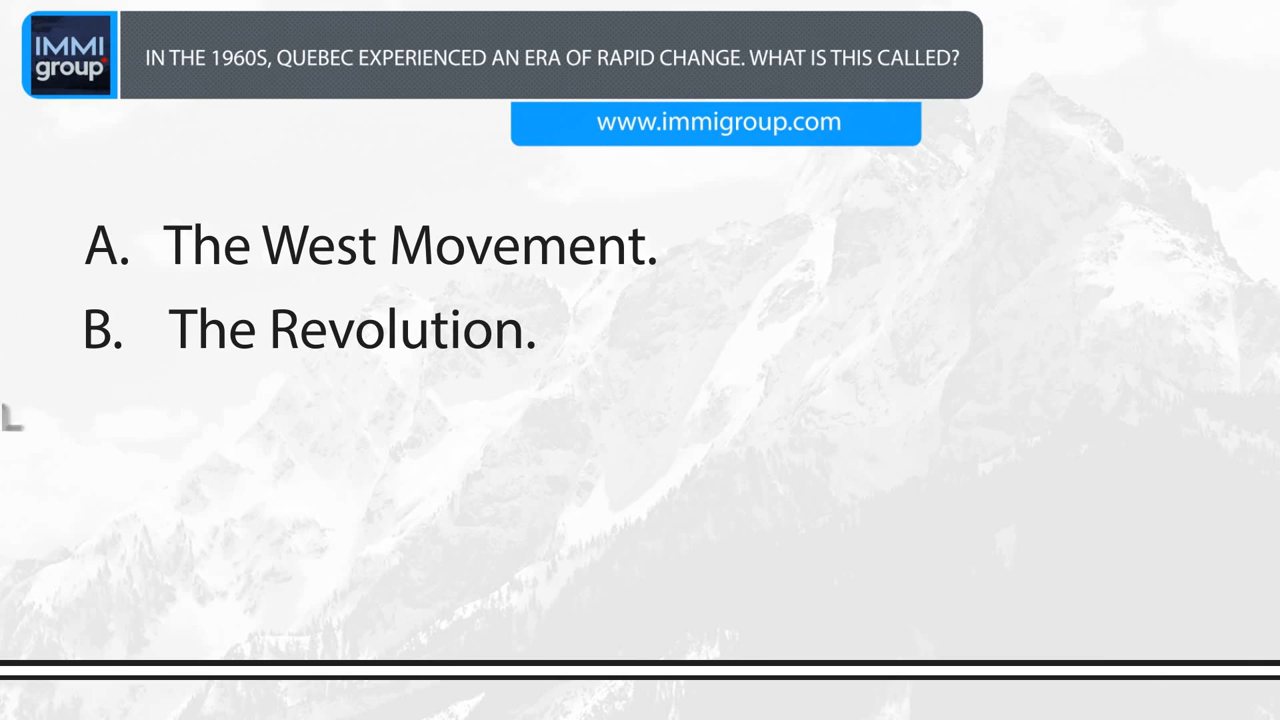 IMMI
group
IN THE 1960S, QUEBEC EXPERIENCED AN ERA OF RAPID CHANGE. WHAT IS THIS CALLED?
www.immigroup.com
A. The West Movement.
B. The Revolution.